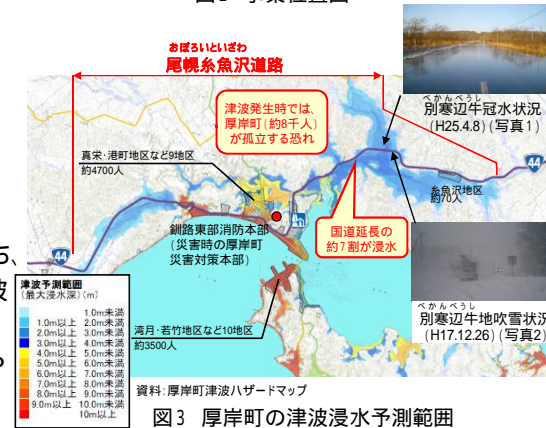 おぼろいといざわ
尾幌糸魚沢道路
べかんべうし
別寒辺牛冠水状況
(H25.4.8)(写真1)
津波発生時では、
厚岸町(約8千人)
が孤立する恐れ
真栄・港町地区など9地区
約4700人
44
糸魚沢地区
約70人
釧路東部消防本部
(災害時の厚岸町
災害対策本部)
国道延長の
約7割が浸水
44
津波予測範囲
(最大浸水深)(m)
1.0m未満
1.0m以上 2.0m未満
2.0m以上 3.0m未満
3.0m以上 4.0m未満
4.0m以上 5.0m未満
5.0m以上 6.0m未満
6.0m以上 7.0m未満
7.0m以上 8.0m未満
8.0m以上 9.0m未満
9.0m以上 10.0m未満
10m以上
湾月・若竹地区など10地区
約3500人
べかんべうし
別寒辺牛地吹雪状況
(H17.12.26)(写真2)
資料:厚岸町津波ハザードマップ
図3 厚岸町の津波浸水予測範囲